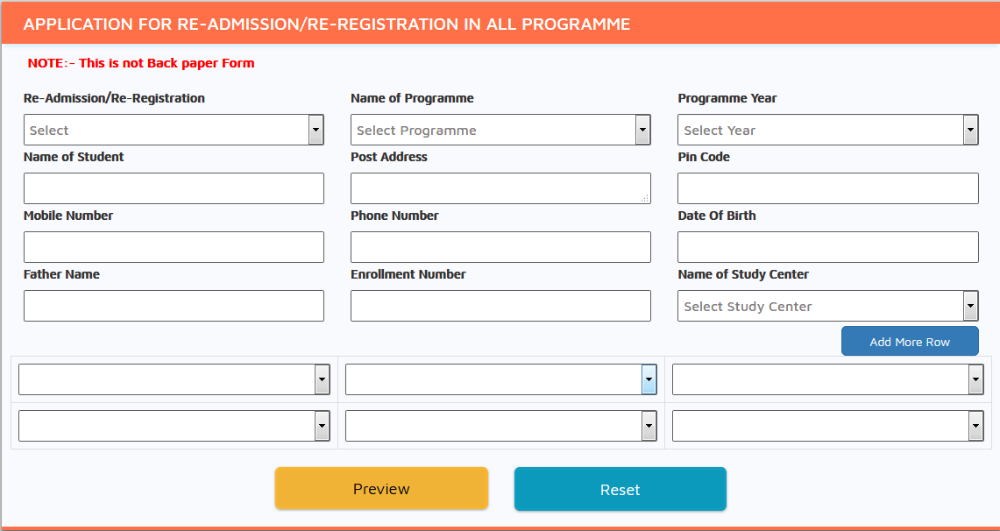 APPLICATION FOR RE-ADMISSION/RE-REGISTRATION IN ALL PROGRAMME
NOTE:- This is not Back paper Form
Re-Admission/Re-Registration Name of Programme Programme Year
Select Select Programme Select Year
Name of Student Post Address Pin Code
Mobile Number Phone Number Date Of Birth
Father Name Enrollment Number Name of Study Center
Select Study Center
Add More Row
Preview Reset